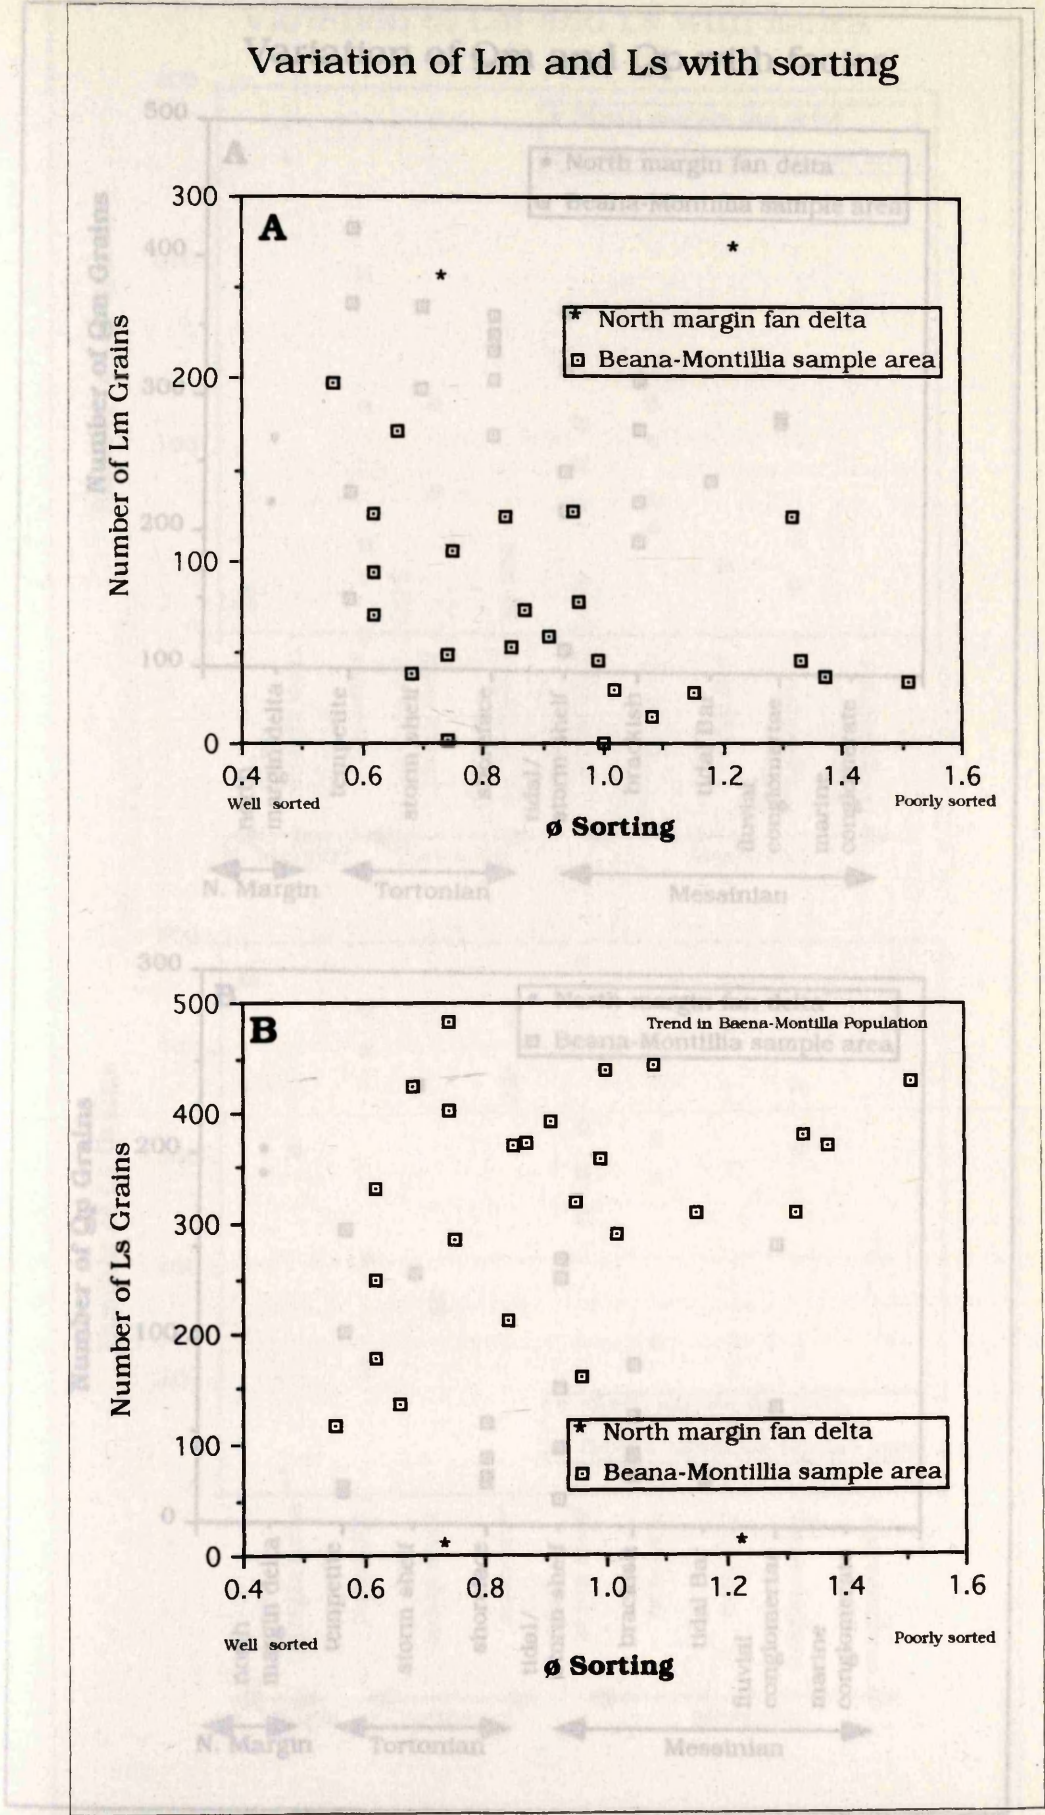 Variation of Lm and Ls with sorting
A
300
200
100
0
Number of Lm Grains
* North margin fan delta
Beana-Montillia sample area
0.4 0.6 0.8 1.0 1.2 1.4 1.6
Well sorted
Poorly sorted
ø Sorting
B
Trend in Baena-Montilla Population
500
400
300
200
100
0
Number of Ls Grains
* North margin fan delta
Beana-Montillia sample area
0.4 0.6 0.8 1.0 1.2 1.4 1.6
Well sorted
Poorly sorted
ø Sorting